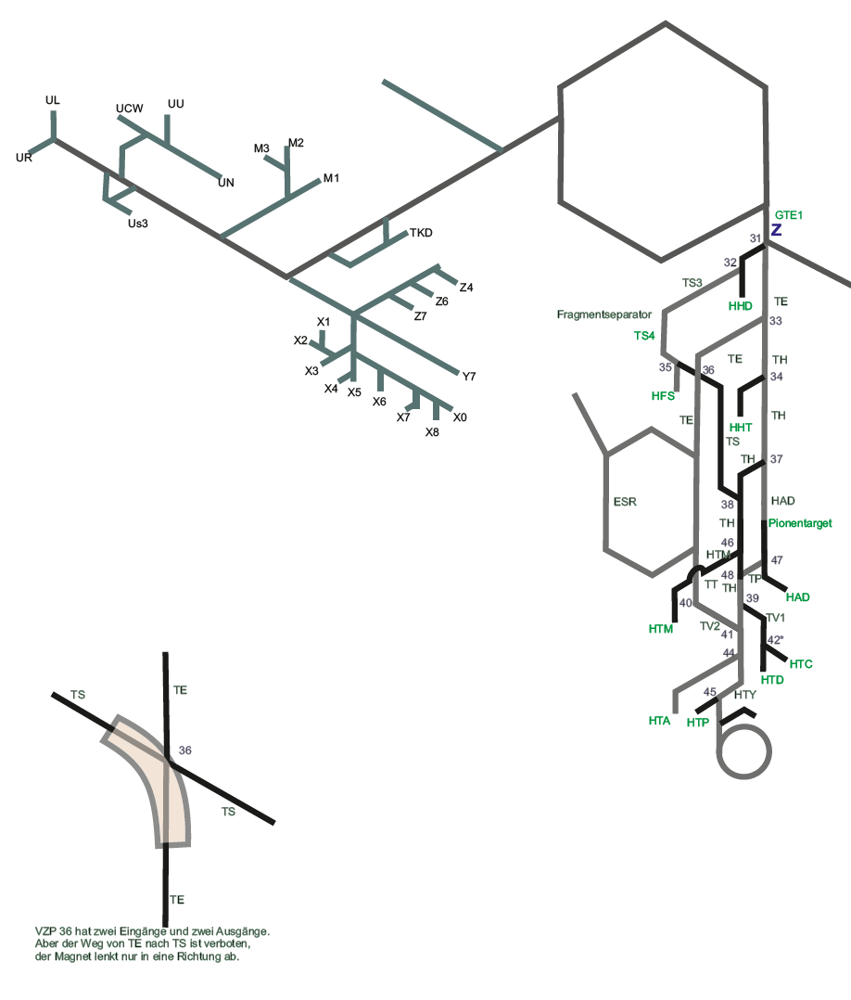 UL
UCW
UU
UR
UN
Us3
M3
M2
M1
TKD
GTE1
Z
31
32
TS3
HHD
TE
Fragmentseparator
33
TS4
Z4
Z6
Z7
X1
X2
X3
X4
X5
X6
Y7
X7
X0
X8
35
36
TE
TH
34
HFS
TE
HHT
TH
TS
TH
37
ESR
38
HAD
TH
Pionentarget
46
HTM
47
48
TP
TT
TH
HAD
40
39
HTM
TV2
TV1
41
42*
44
HTC
HTD
45
HTY
HTA
HTP
TS
TE
36
TS
TE
VZP 36 hat zwei Eingänge und zwei Ausgänge.
Aber der Weg von TE nach TS ist verboten,
der Magnet lenkt nur in eine Richtung ab.